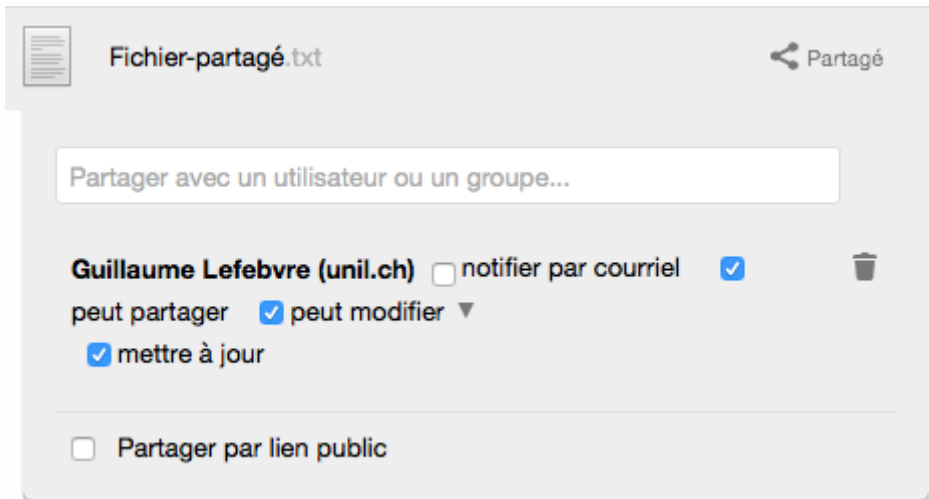 Fichier-partagé.txt Partagé
Partager avec un utilisateur ou un groupe...
Guillaume Lefebvre (unil.ch) notifier par courriel
peut partager peut modifier
mettre à jour
Partager par lien public